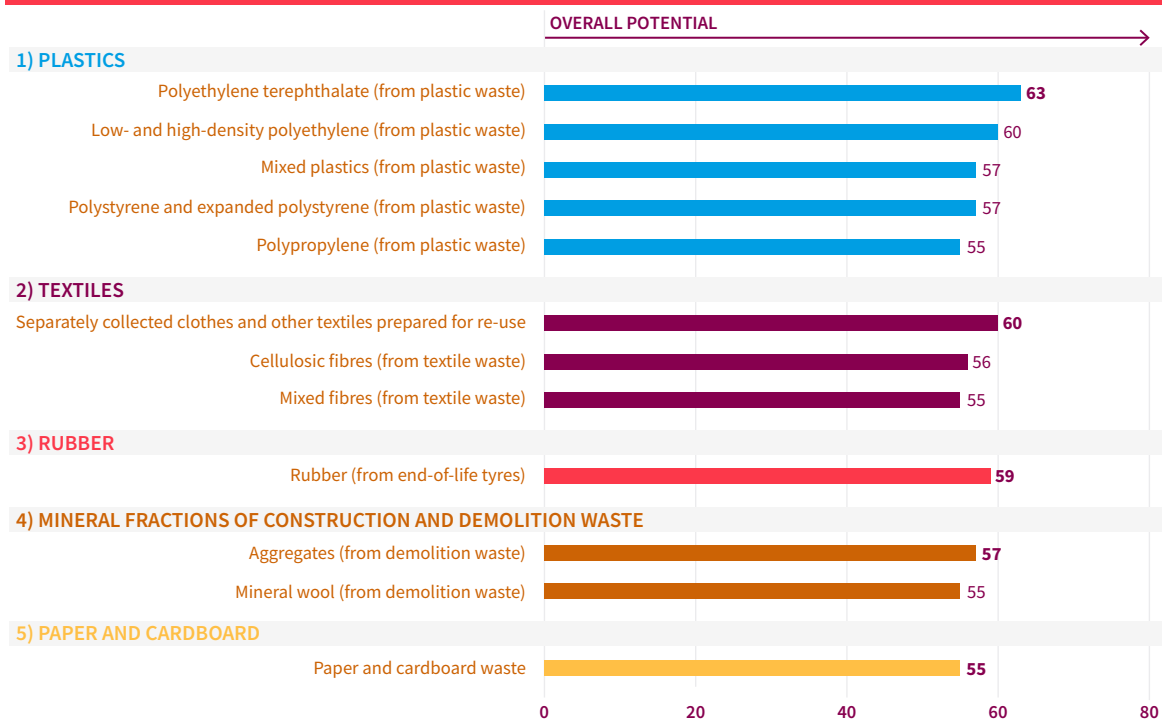 OVERALL POTENTIAL
1) PLASTICS
Polyethylene terephthalate (from plastic waste) 63
Low- and high-density polyethylene (from plastic waste) 60
Mixed plastics (from plastic waste) 57
Polystyrene and expanded polystyrene (from plastic waste) 57
Polypropylene (from plastic waste) 55
2) TEXTILES
Separately collected clothes and other textiles prepared for re-use 60
Cellulosic fibres (from textile waste) 56
Mixed fibres (from textile waste) 55
3) RUBBER
Rubber (from end-of-life tyres) 59
4) MINERAL FRACTIONS OF CONSTRUCTION AND DEMOLITION WASTE
Aggregates (from demolition waste) 57
Mineral wool (from demolition waste) 55
5) PAPER AND CARDBOARD
Paper and cardboard waste 55
0 20 40 60 80